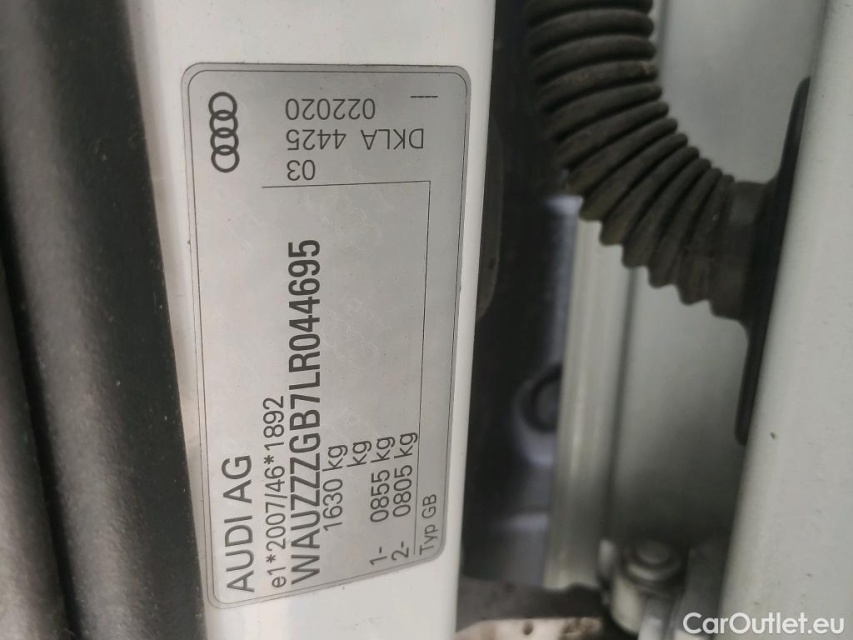 AUDI AG
e1*2007/46*1892
WAUZZZGB7LR044695
1630 kg
kg
1- 0855 kg
2- 0805 kg
Typ GB
03
DKLA 4425
022020
CarOutlet.eu